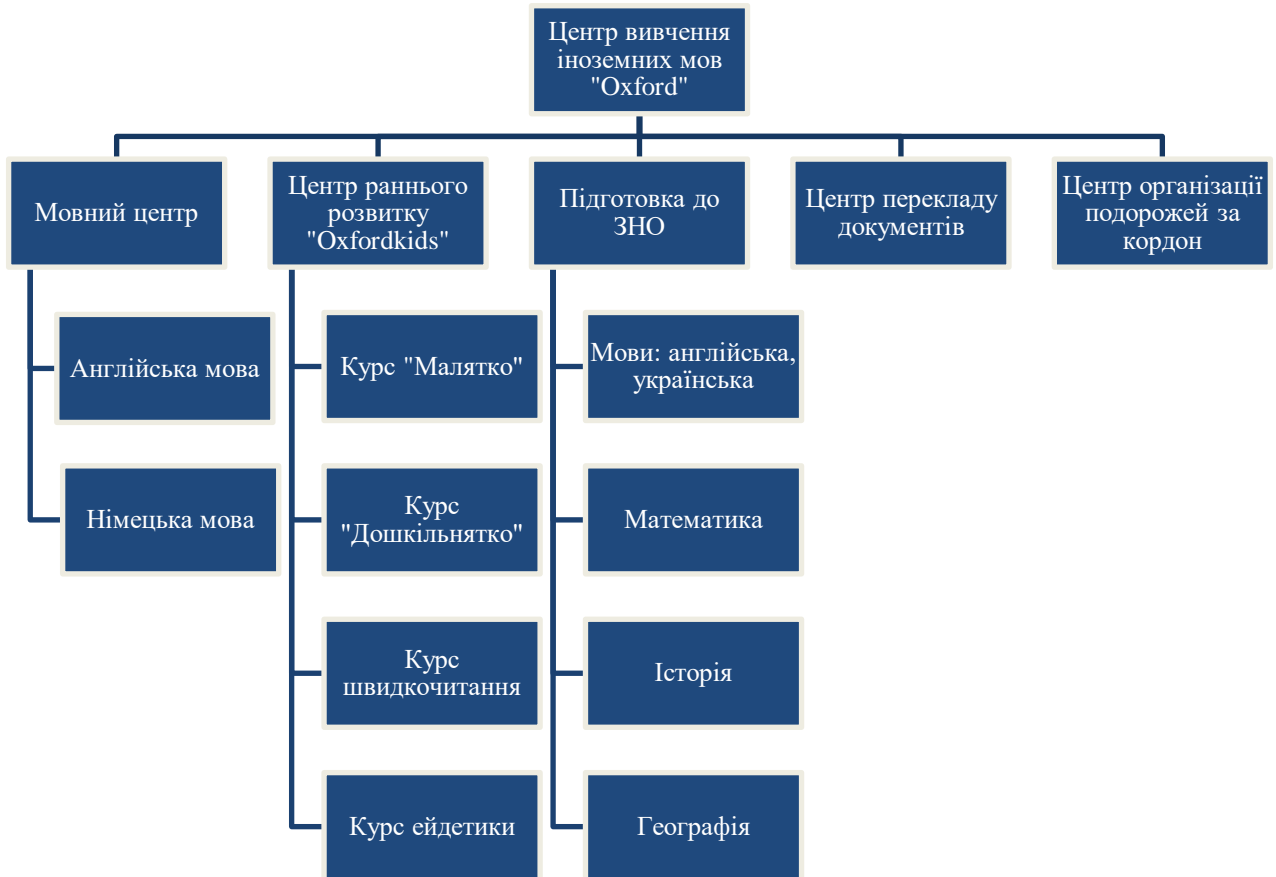 Центр вивчення
іноземних мов
"Oxford"
Мовний центр
Центр раннього
розвитку
"Oxfordkids"
Підготовка до
ЗНО
Центр перекладу
документів
Центр організації
подорожей за
кордон
Англійська мова
Німецька мова
Курс "Малятко"
Курс
"Дошкільнятко"
Курс
швидкочитання
Курс ейдетики
Мови: англійська,
українська
Математика
Історія
Географія